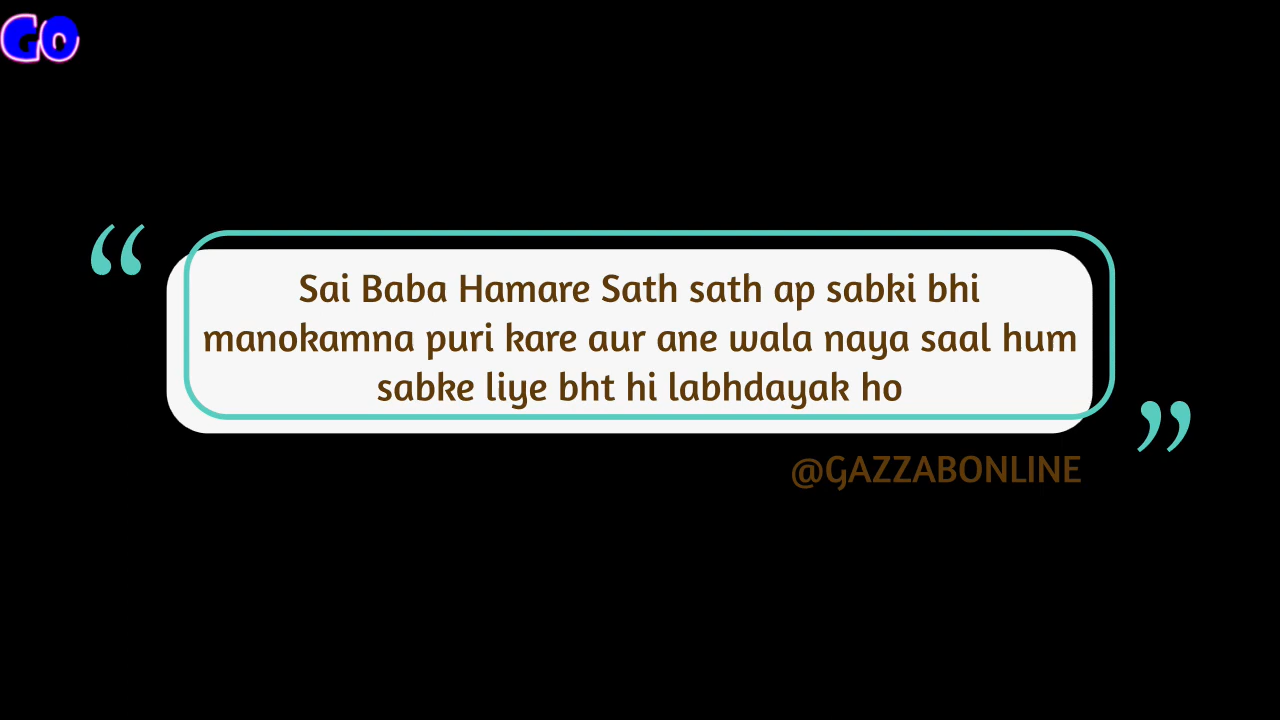 GO
“
Sai Baba Hamare Sath sath ap sabki bhi
manokamna puri kare aur ane wala naya saal hum
sabke liye bht hi labhdayak ho
”
@GAZZABONLINE